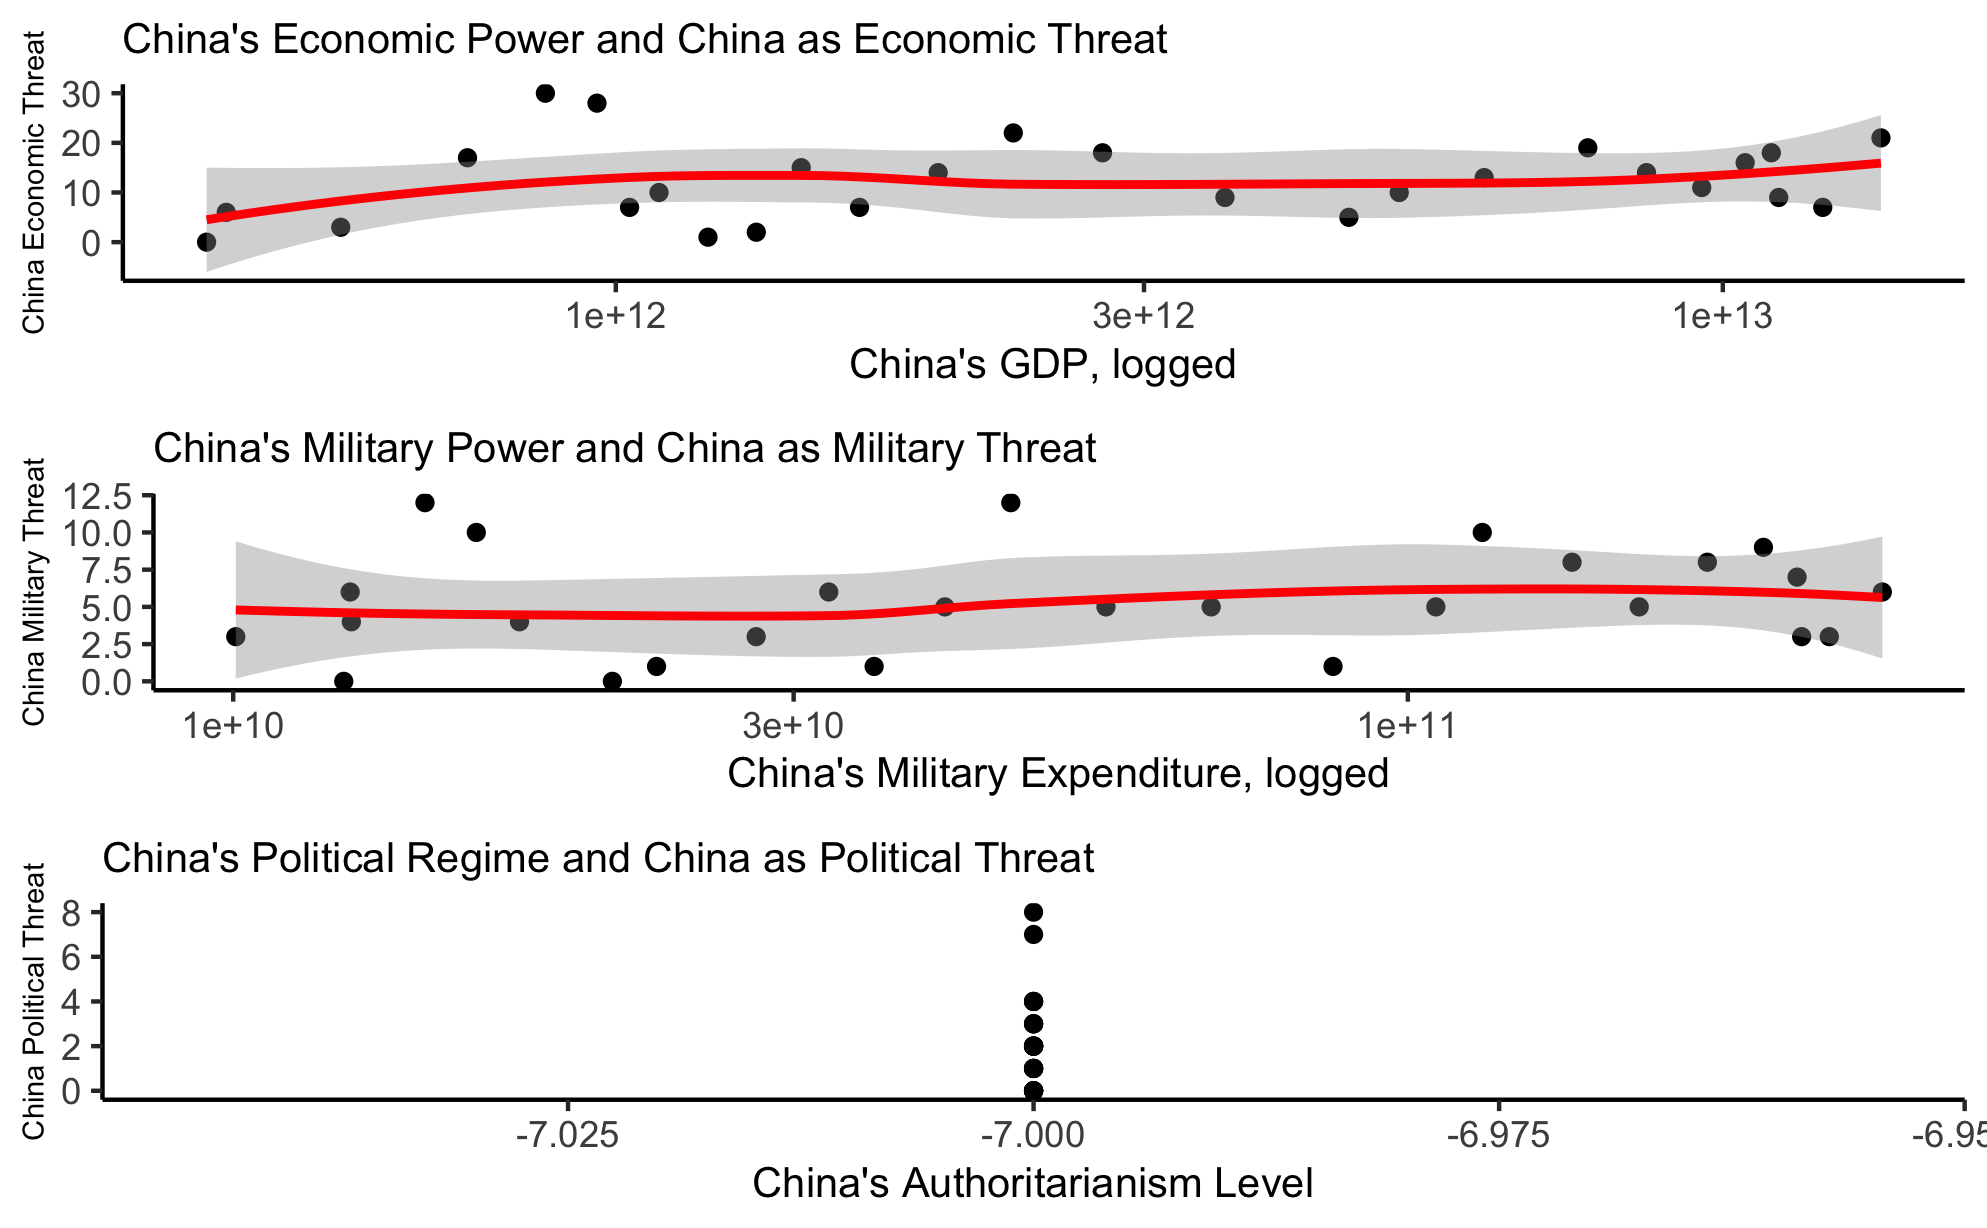 China's Economic Power and China as Economic Threat
China Economic Threat
30
20
10
0
1e+12 3e+12 1e+13
China's GDP, logged
China's Military Power and China as Military Threat
China Military Threat
12.5
10.0
7.5
5.0
2.5
0.0
1e+10 3e+10 1e+11
China's Military Expenditure, logged
China's Political Regime and China as Political Threat
China Political Threat
8
6
4
2
0
-7.025 -7.000 -6.975 -6.95
China's Authoritarianism Level